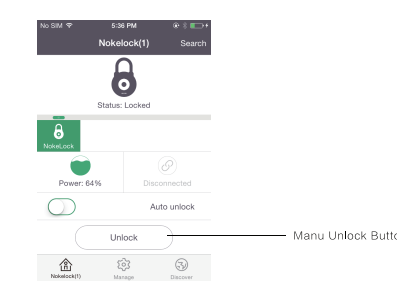 No SIM 5:36 PM
Nokelock(1) Search
Status: Locked
NokeLock
Power: 64% Disconnected
Auto unlock
Unlock
Manu Unlock Butto
Nokelock(1) Manage Discover